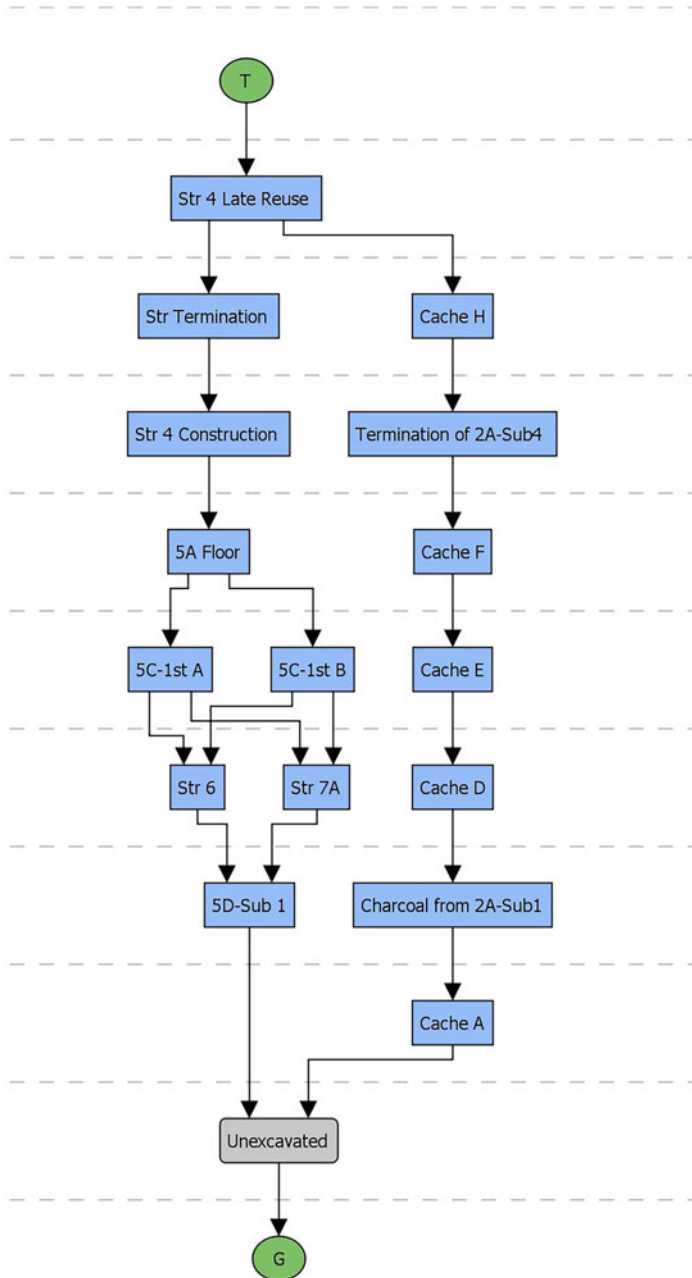 T
Str 4 Late Reuse
Str Termination
Cache H
Str 4 Construction
Termination of 2A-Sub4
5A Floor
Cache F
5C-1st A
5C-1st B
Cache E
Str 6
Str 7A
Cache D
5D-Sub 1
Charcoal from 2A-Sub1
Cache A
Unexcavated
G